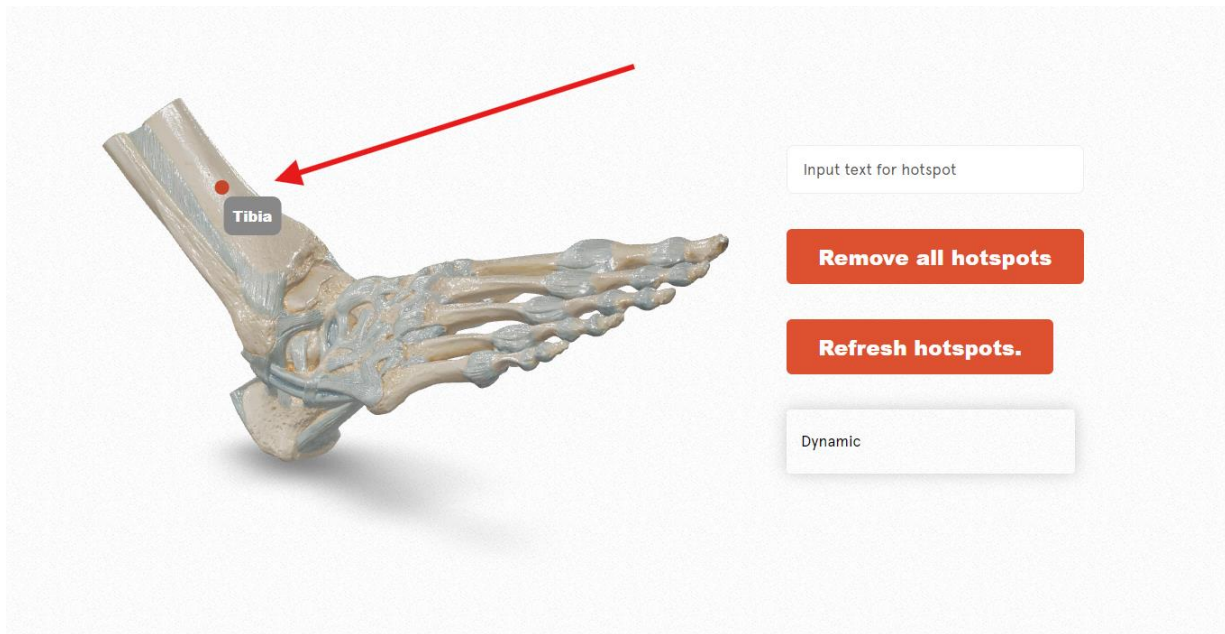 Tibia
Input text for hotspot
Remove all hotspots
Refresh hotspots.
Dynamic